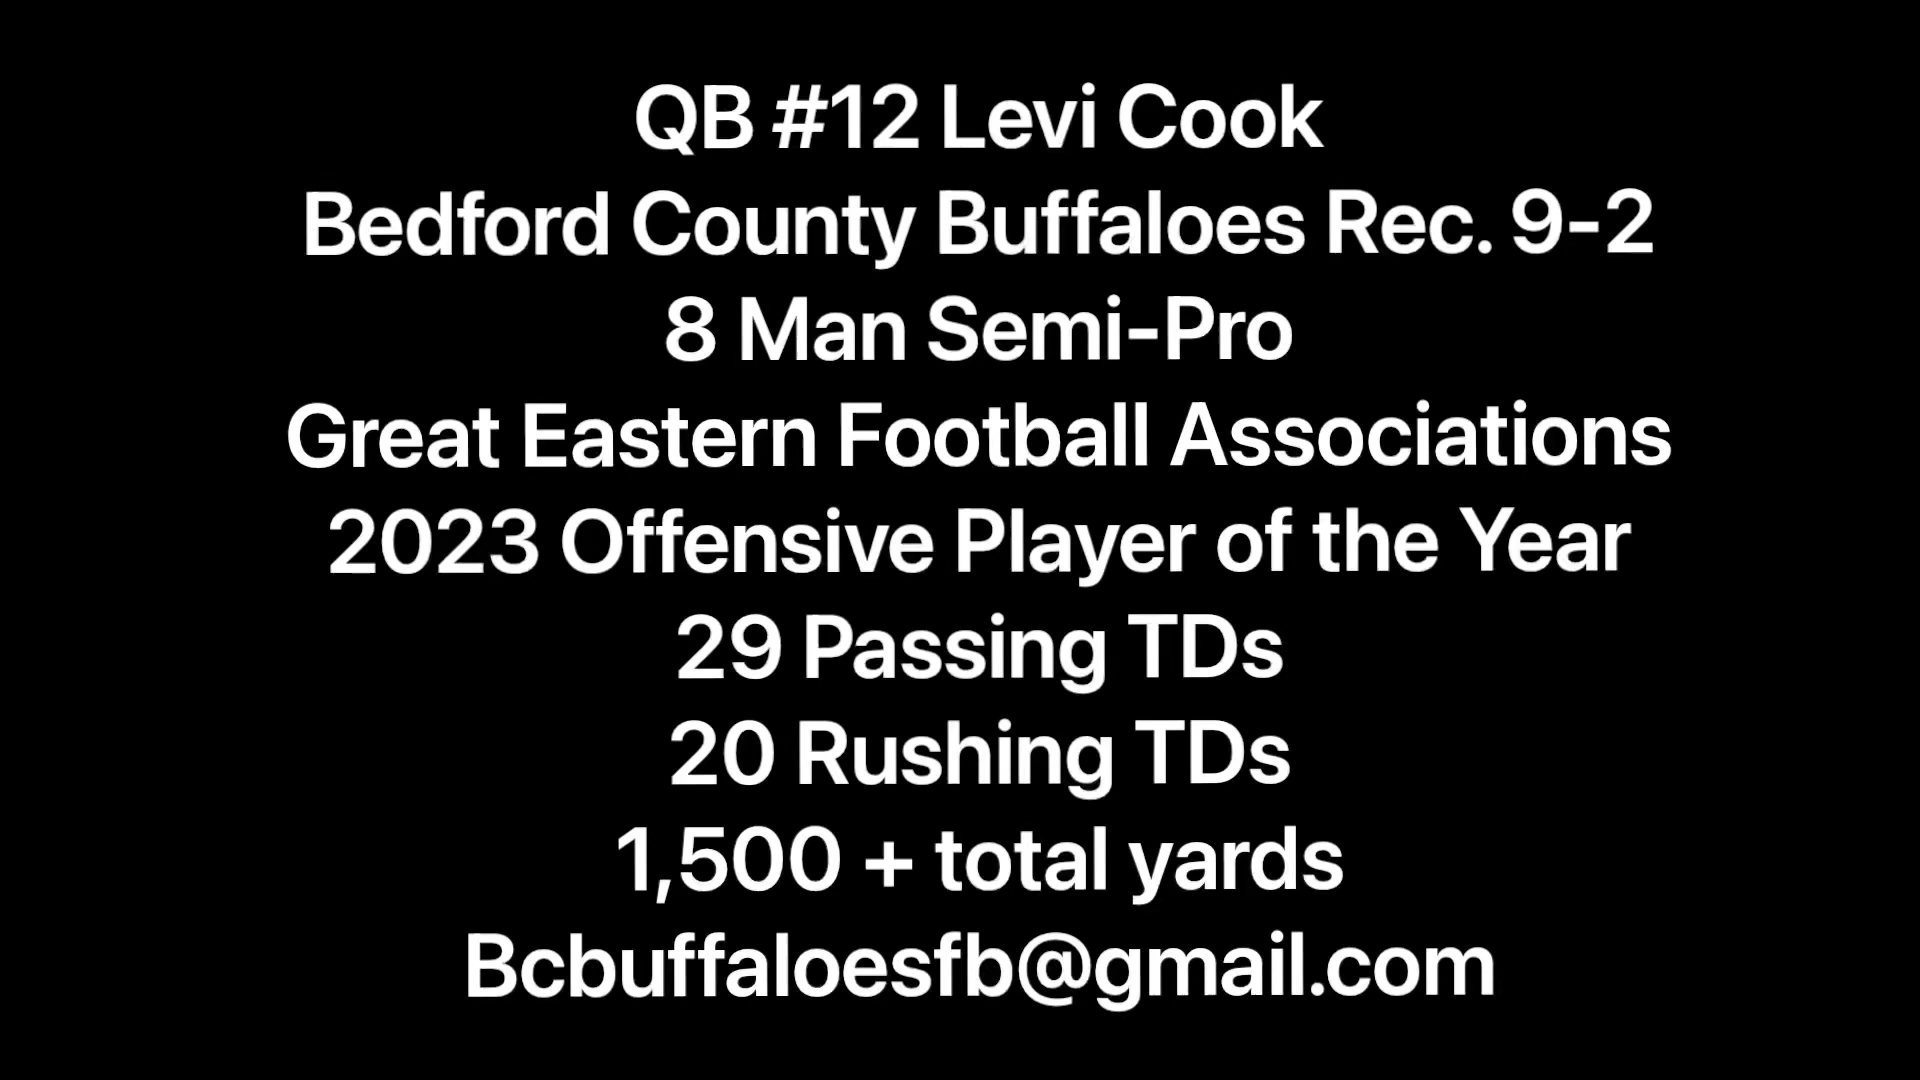 QB #12 Levi Cook
Bedford County Buffaloes Rec. 9-2
8 Man Semi-Pro
Great Eastern Football Associations
2023 Offensive Player of the Year
29 Passing TDs
20 Rushing TDs
1,500 + total yards
Bcbuffaloesfb@gmail.com